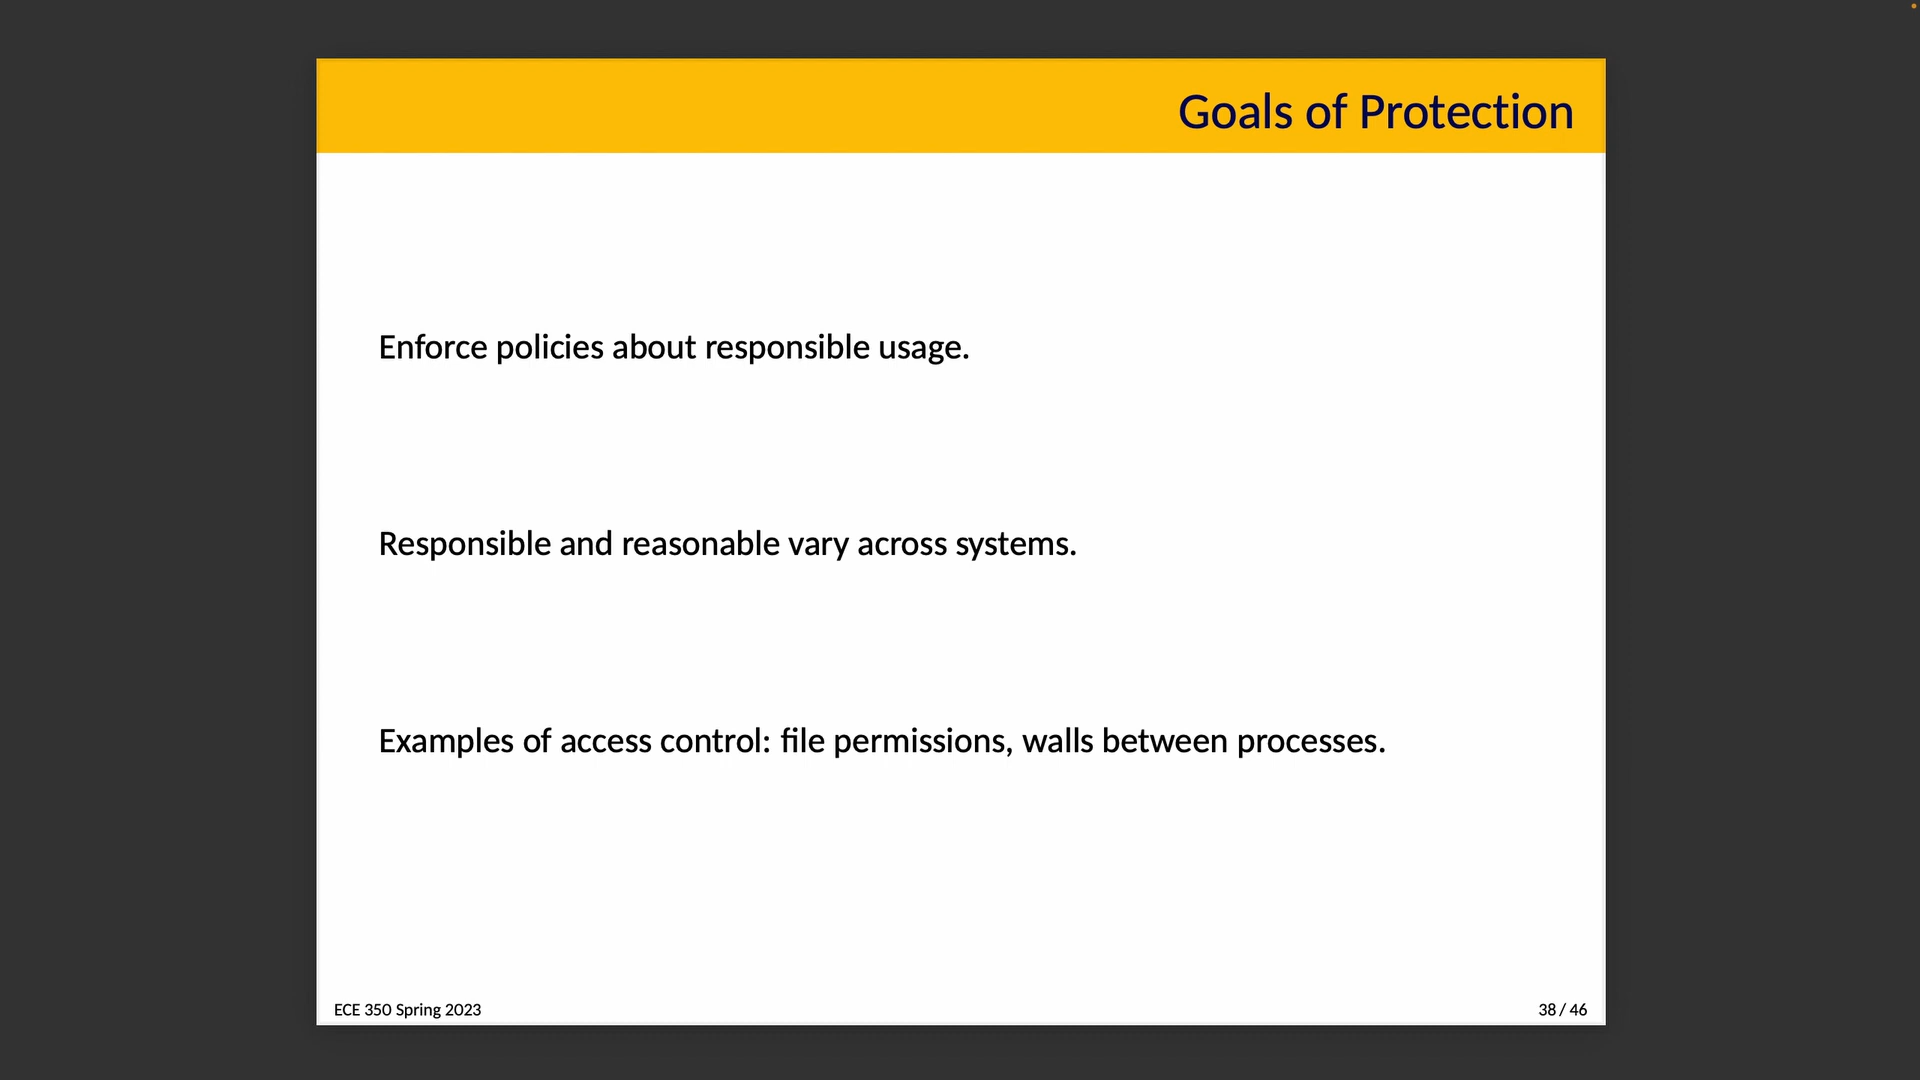 Goals of Protection
Enforce policies about responsible usage.
Responsible and reasonable vary across systems.
Examples of access control: file permissions, walls between processes.
ECE 350 Spring 2023
38 / 46